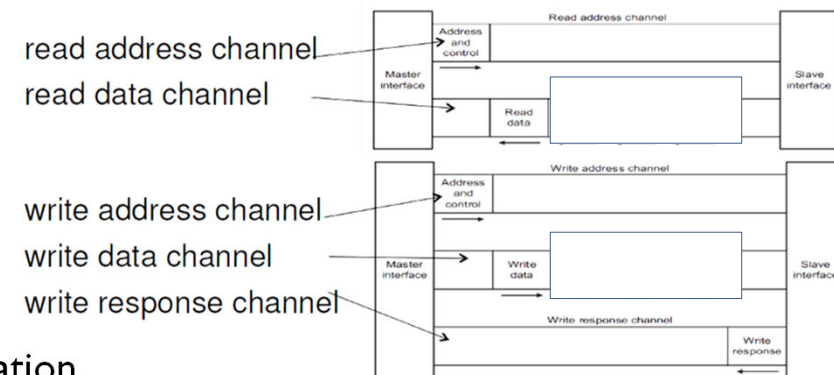 read address channel
read data channel
write address channel
write data channel
write response channel
ation
Read address channel
Address
and
control
Master
interface
Slave
interface
Read
data
Write address channel
Address
and
control
Master
interface
Slave
interface
Write
data
Write response channel
Write
response